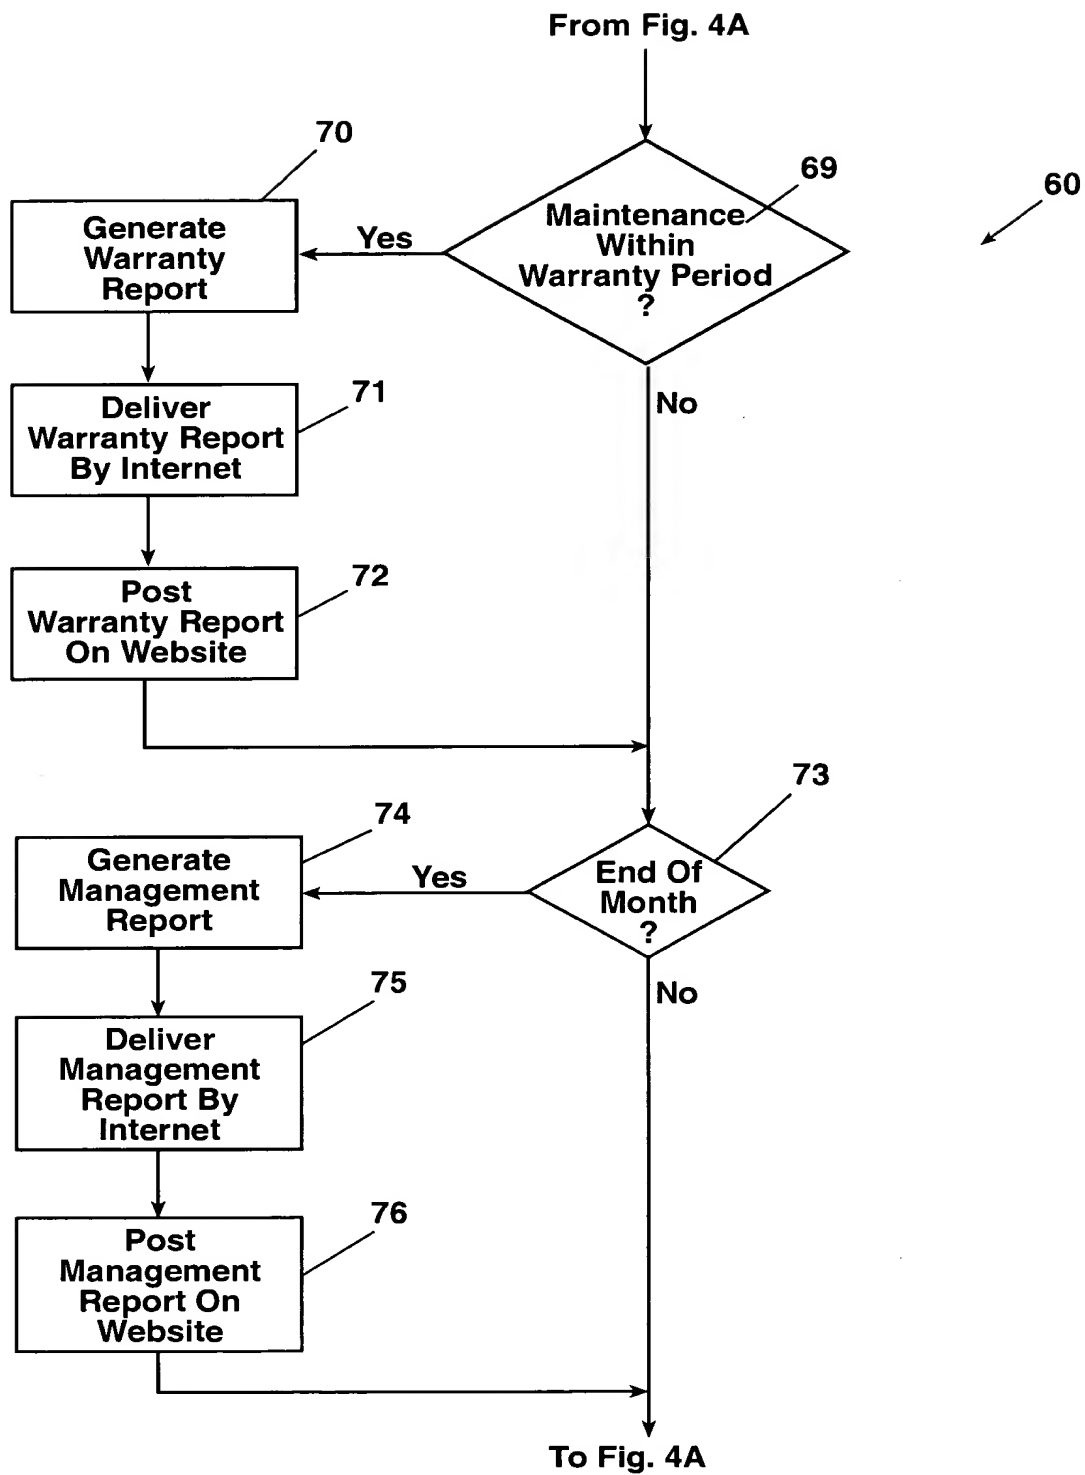 From Fig. 4A
70
69
60
Maintenance
Within
Warranty Period
?
Yes
Generate
Warranty
Report
No
71
Deliver
Warranty Report
By Internet
72
Post
Warranty Report
On Website
73
74
End Of
Month
?
Yes
Generate
Management
Report
No
75
Deliver
Management
Report By
Internet
76
Post
Management
Report On
Website
To Fig. 4A